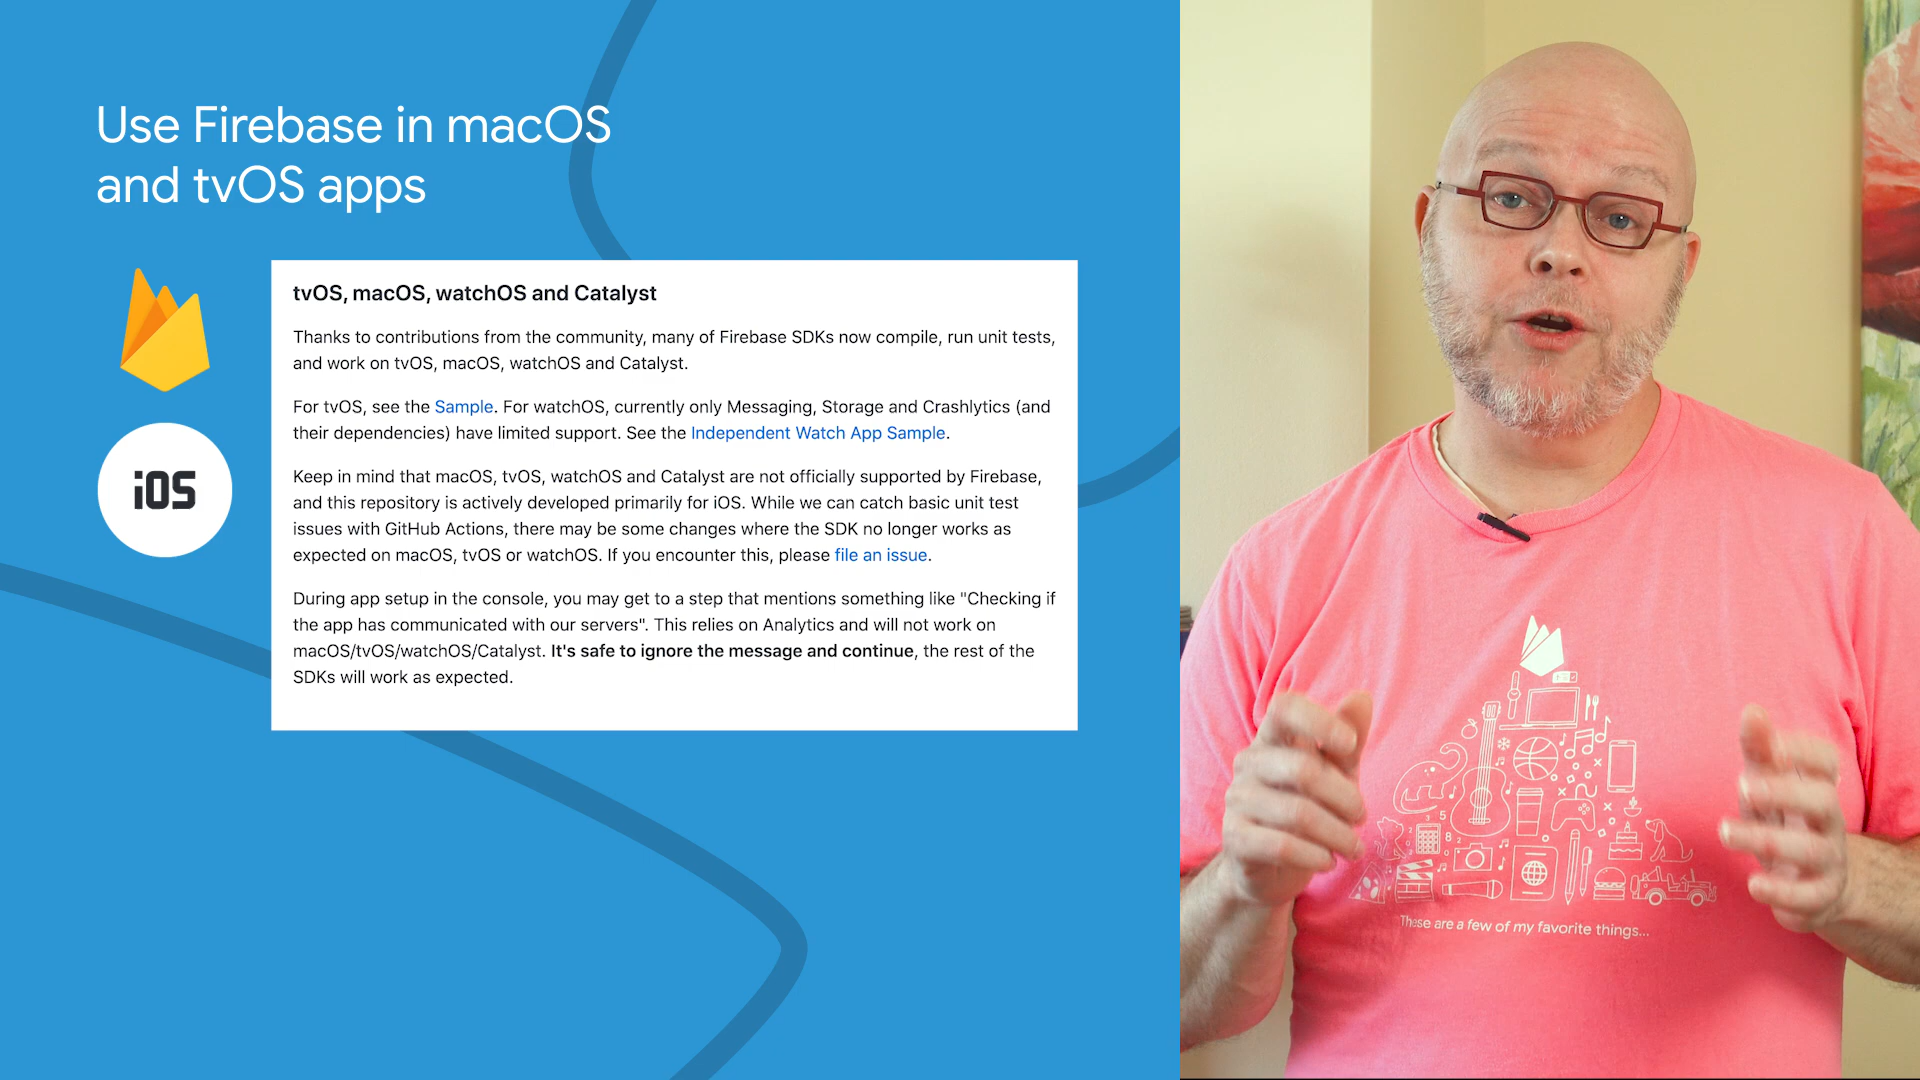 Use Firebase in macOS
and tvOS apps
iOS
tvOS, macOS, watchOS and Catalyst
Thanks to contributions from the community, many of Firebase SDKs now compile, run unit tests,
and work on tvOS, macOS, watchOS and Catalyst.
For tvOS, see the Sample. For watchOS, currently only Messaging, Storage and Crashlytics (and
their dependencies) have limited support. See the Independent Watch App Sample.
Keep in mind that macOS, tvOS, watchOS and Catalyst are not officially supported by Firebase,
and this repository is actively developed primarily for iOS. While we can catch basic unit test
issues with GitHub Actions, there may be some changes where the SDK no longer works as
expected on macOS, tvOS or watchOS. If you encounter this, please file an issue.
During app setup in the console, you may get to a step that mentions something like "Checking if
the app has communicated with our servers". This relies on Analytics and will not work on
macOS/tvOS/watchOS/Catalyst. It's safe to ignore the message and continue, the rest of the
SDKs will work as expected.
These are a few of my favorite things...